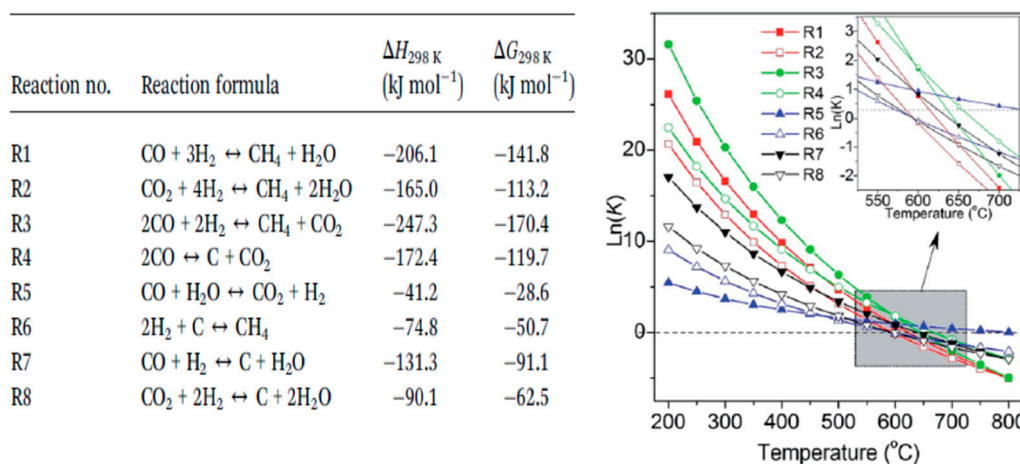 Reaction no. Reaction formula ΔH₂₉₈ K (kJ mol⁻¹) ΔG₂₉₈ K (kJ mol⁻¹)
R1 CO + 3H₂ ↔ CH₄ + H₂O −206.1 −141.8
R2 CO₂ + 4H₂ ↔ CH₄ + 2H₂O −165.0 −113.2
R3 2CO + 2H₂ ↔ CH₄ + CO₂ −247.3 −170.4
R4 2CO ↔ C + CO₂ −172.4 −119.7
R5 CO + H₂O ↔ CO₂ + H₂ −41.2 −28.6
R6 2H₂ + C ↔ CH₄ −74.8 −50.7
R7 CO + H₂ ↔ C + H₂O −131.3 −91.1
R8 CO₂ + 2H₂ ↔ C + 2H₂O −90.1 −62.5
Ln(K)
30
20
10
0
200 300 400 500 600 700 800
Temperature (°C)
R1
R2
R3
R4
R5
R6
R7
R8
Ln(K)
3
2
1
0
-1
-2
550 600 650 700
Temperature (°C)